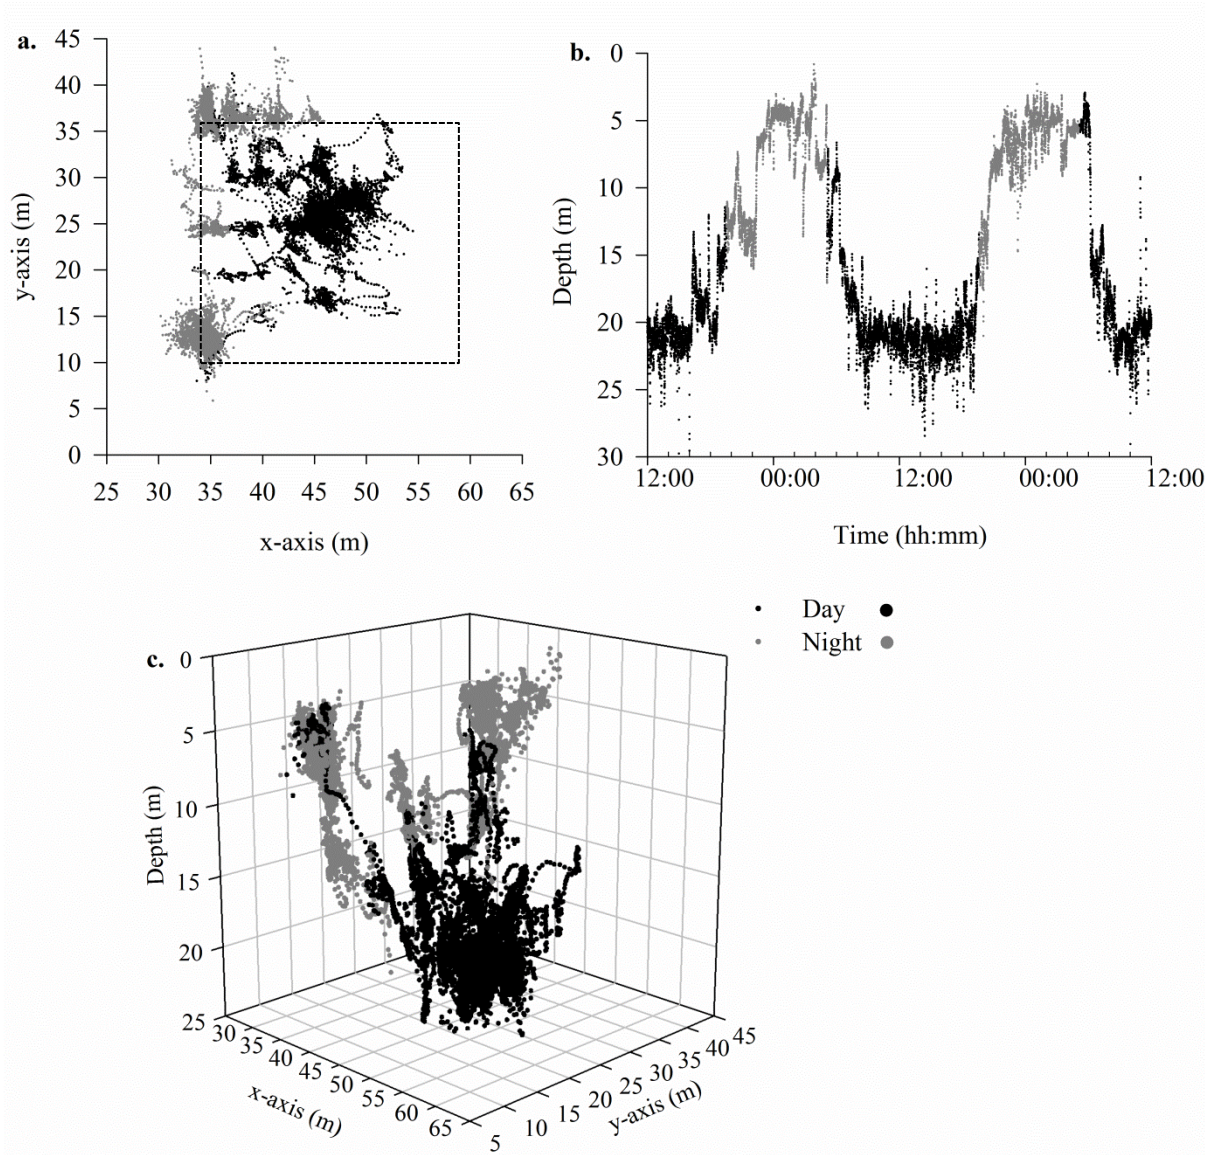 a.
45
40
35
30
25
20
15
10
5
0
y-axis (m)
25 30 35 40 45 50 55 60 65
x-axis (m)
b.
0
5
10
15
20
25
30
Depth (m)
12:00 00:00 12:00 00:00 12:00
Time (hh:mm)
Day
Night
c.
0
5
10
15
20
25
Depth (m)
30 35 40 45 50 55 60 65
x-axis (m)
5 10 15 20 25 30 35 40 45
y-axis (m)